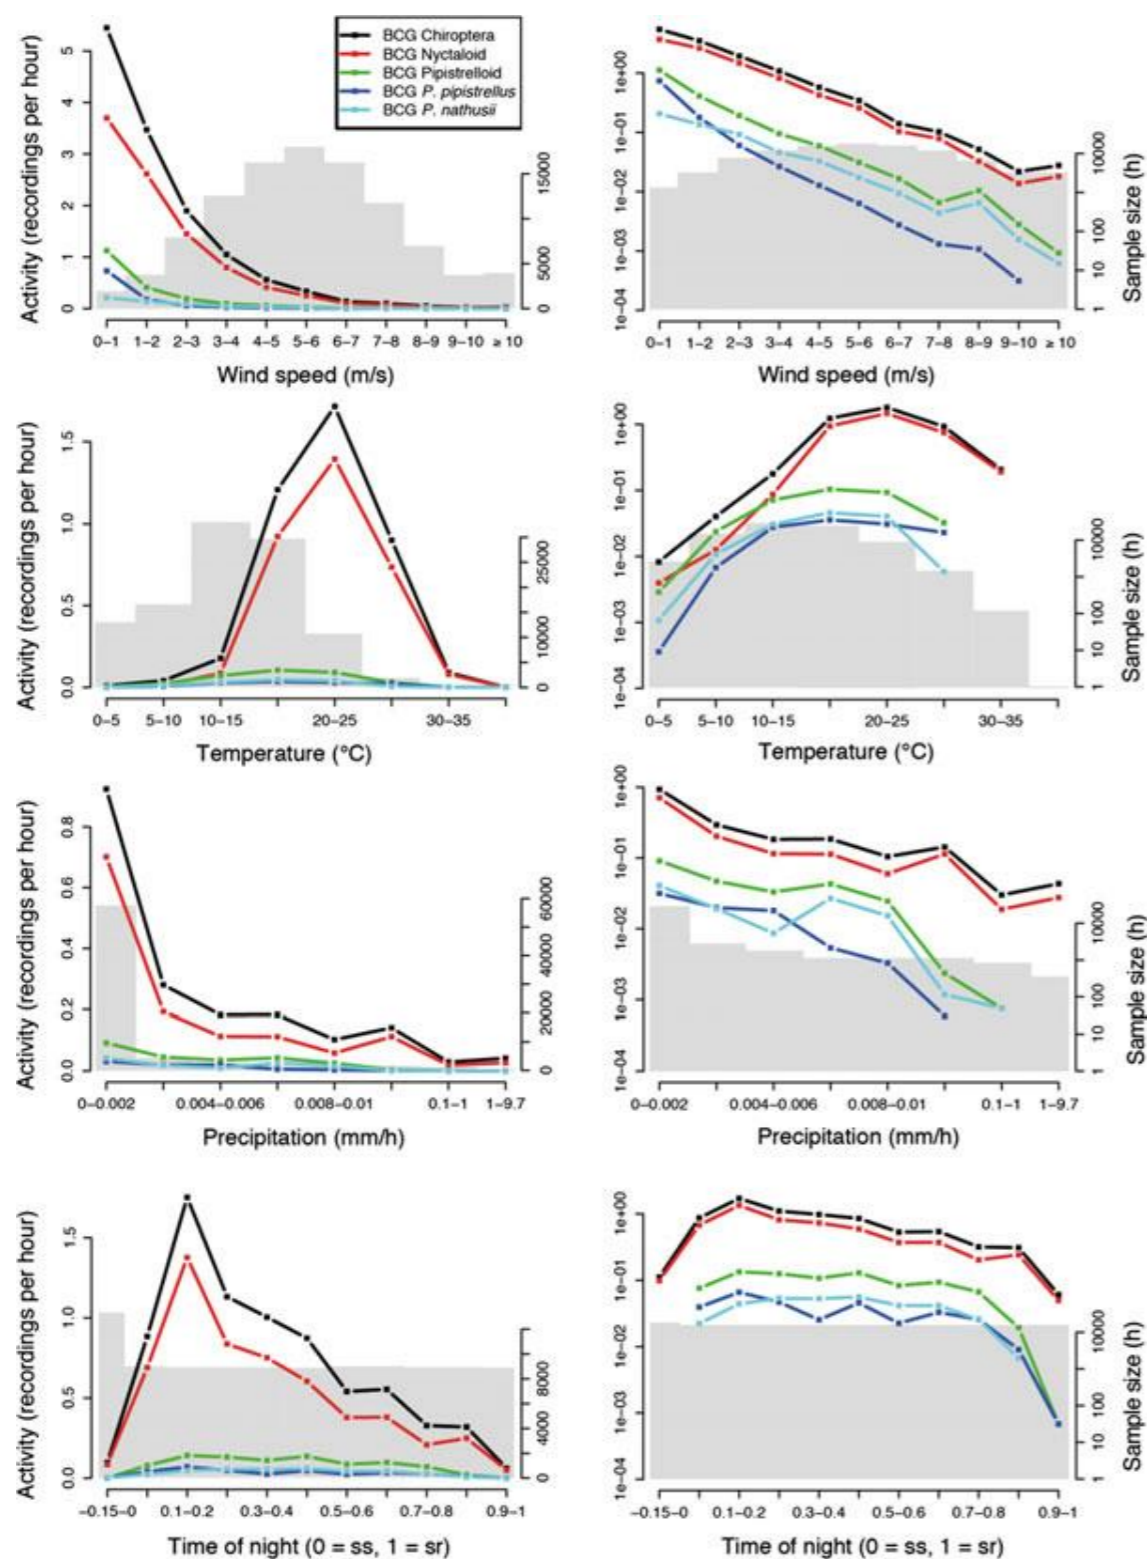 BCG Chiroptera
BCG Nyctaloid
BCG Pipistrelloid
BCG P. pipistrellus
BCG P. nathusii
Activity (recordings per hour)
0 1 2 3 4 5
0 5000 15000
0–1 1–2 2–3 3–4 4–5 5–6 6–7 7–8 8–9 9–10 ≥ 10
Wind speed (m/s)
1e−04 1e−03 1e−02 1e−01 1e+00
1 10 100 10000
Sample size (h)
0–1 1–2 2–3 3–4 4–5 5–6 6–7 7–8 8–9 9–10 ≥ 10
Wind speed (m/s)
Activity (recordings per hour)
0.0 0.5 1.0 1.5
0 10000 25000
0–5 5–10 10–15 20–25 30–35
Temperature (°C)
1e−04 1e−03 1e−02 1e−01 1e+00
1 10 100 10000
Sample size (h)
0–5 5–10 10–15 20–25 30–35
Temperature (°C)
Activity (recordings per hour)
0.0 0.2 0.4 0.6 0.8
0 20000 40000 60000
0–0.002 0.004–0.006 0.008–0.01 0.1–1 1–9.7
Precipitation (mm/h)
1e−04 1e−03 1e−02 1e−01 1e+00
1 10 100 10000
Sample size (h)
0–0.002 0.004–0.006 0.008–0.01 0.1–1 1–9.7
Precipitation (mm/h)
Activity (recordings per hour)
0.0 0.5 1.0 1.5
0 4000 8000
−0.15–0 0.1–0.2 0.3–0.4 0.5–0.6 0.7–0.8 0.9–1
Time of night (0 = ss, 1 = sr)
1e−04 1e−03 1e−02 1e−01 1e+00
1 10 100 10000
Sample size (h)
−0.15–0 0.1–0.2 0.3–0.4 0.5–0.6 0.7–0.8 0.9–1
Time of night (0 = ss, 1 = sr)